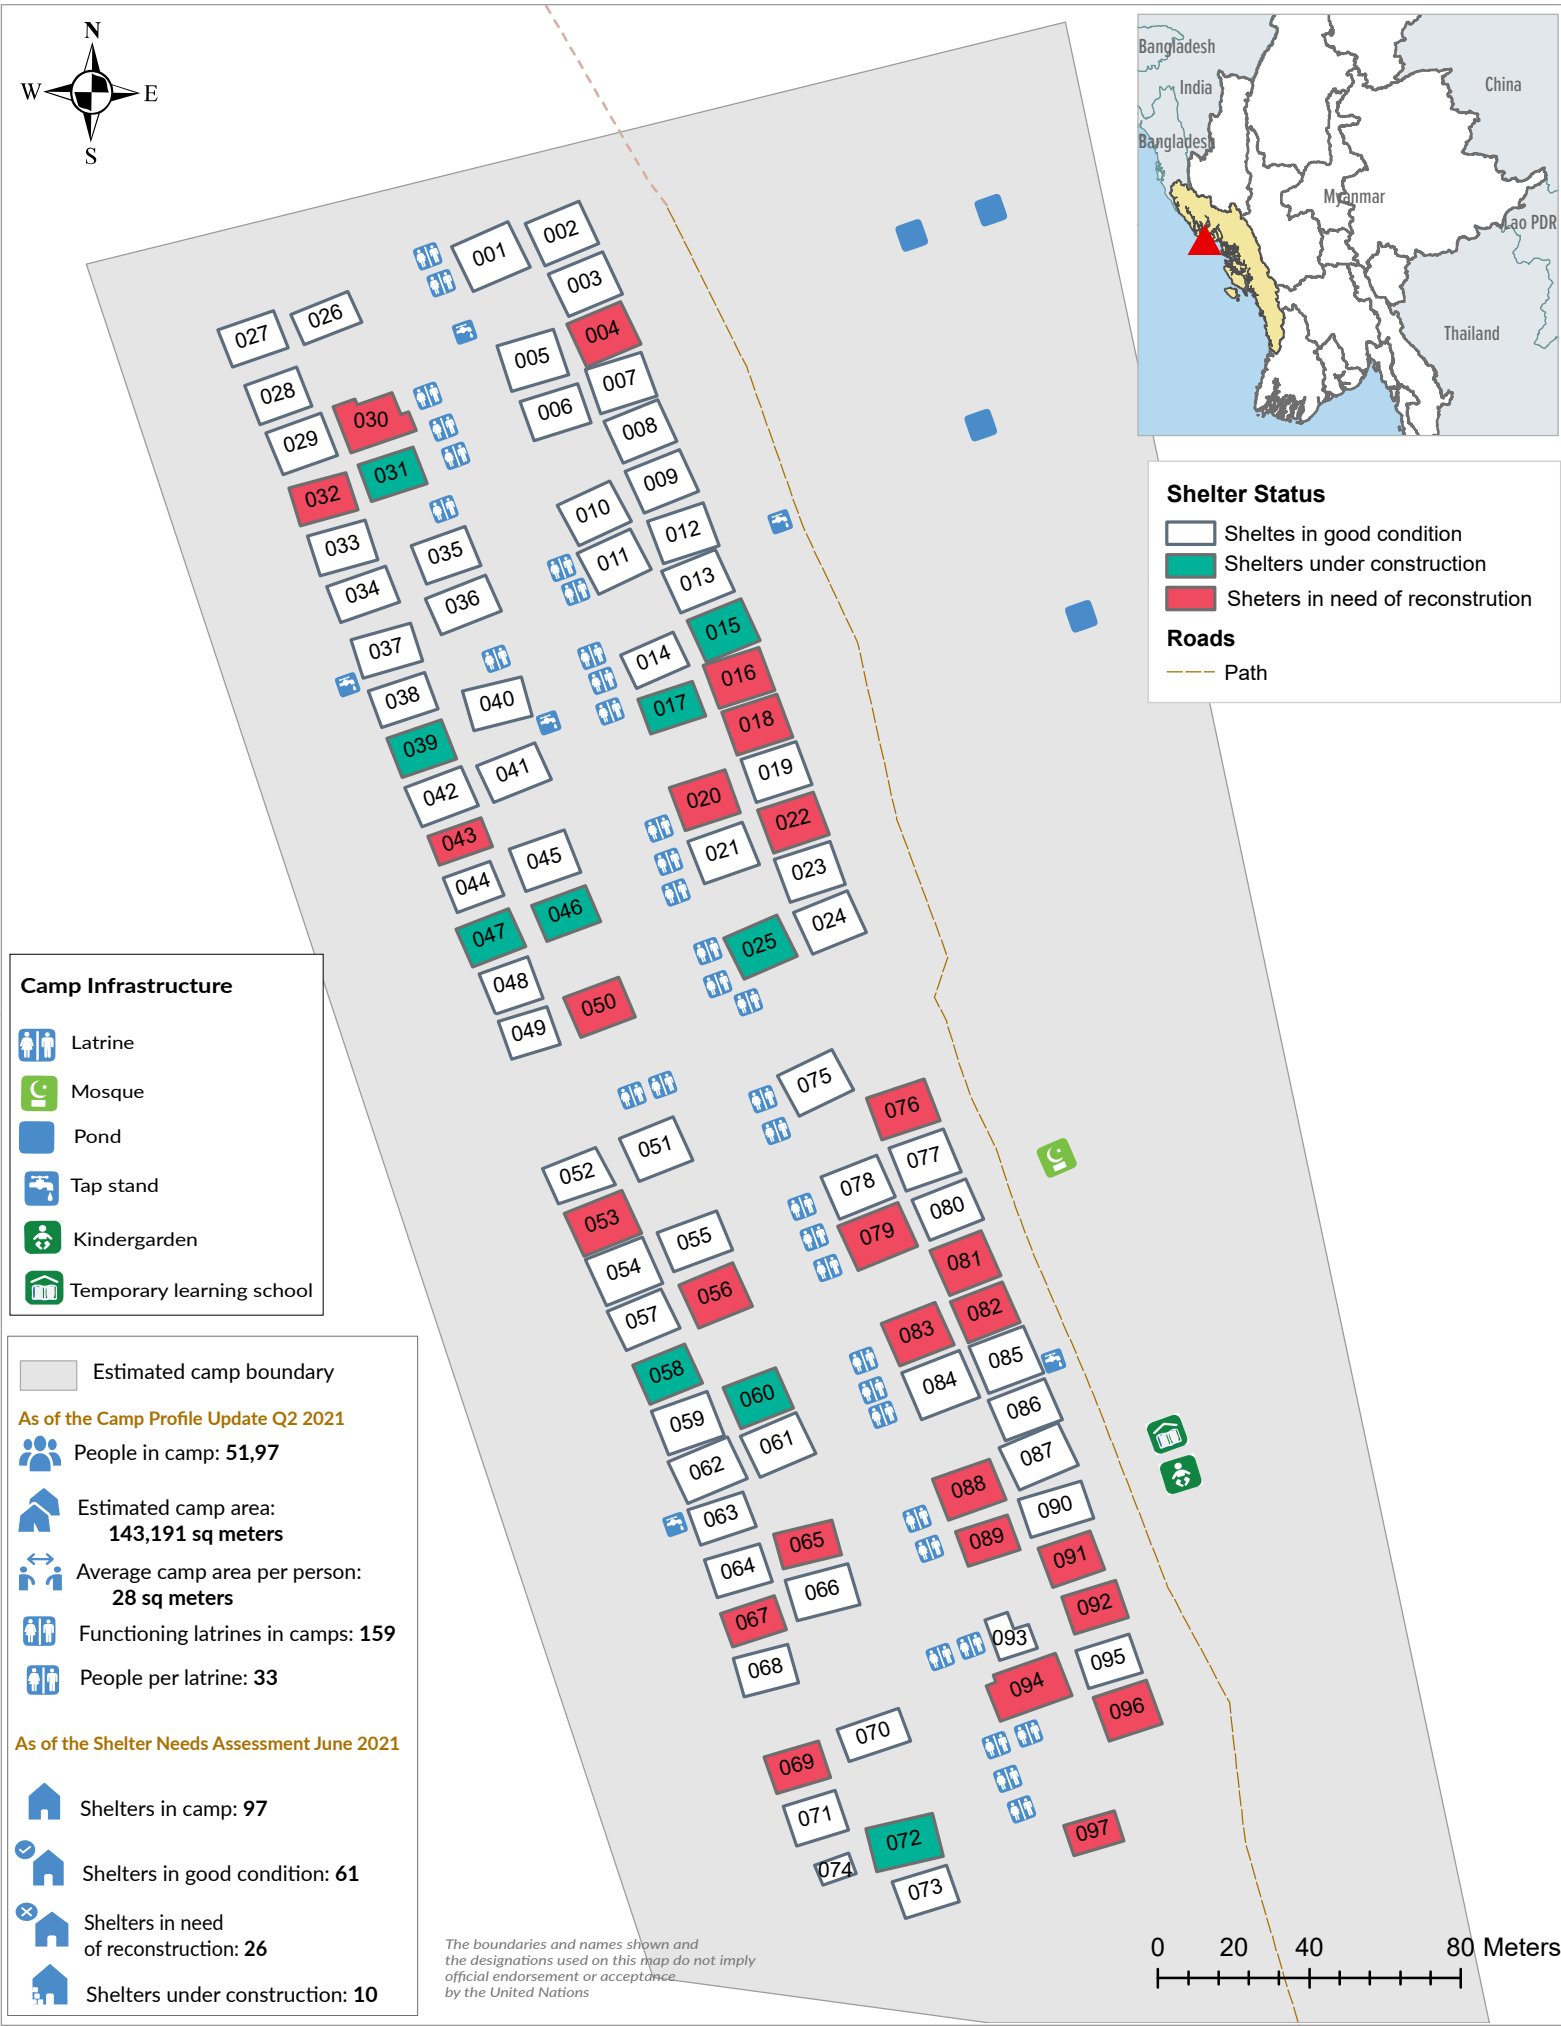 N
W
E
S
Bangladesh
India
Bangladesh
China
Myanmar
Lao PDR
Thailand
Shelter Status
Sheltes in good condition
Shelters under construction
Sheters in need of reconstrution
Roads
Path
001
002
003
004
005
006
007
008
009
010
011
012
013
014
015
016
017
018
019
020
021
022
023
024
025
026
027
028
029
030
031
032
033
034
035
036
037
038
039
040
041
042
043
044
045
046
047
048
049
050
051
052
053
054
055
056
057
058
059
060
061
062
063
064
065
066
067
068
069
070
071
072
073
074
075
076
077
078
079
080
081
082
083
084
085
086
087
088
089
090
091
092
093
094
095
096
097
Camp Infrastructure
Latrine
Mosque
Pond
Tap stand
Kindergarden
Temporary learning school
Estimated camp boundary
As of the Camp Profile Update Q2 2021
People in camp: 51,97
Estimated camp area:
143,191 sq meters
Average camp area per person:
28 sq meters
Functioning latrines in camps: 159
People per latrine: 33
As of the Shelter Needs Assessment June 2021
Shelters in camp: 97
Shelters in good condition: 61
Shelters in need
of reconstruction: 26
Shelters under construction: 10
The boundaries and names shown and
the designations used on this map do not imply
official endorsement or acceptance
by the United Nations
0 20 40 80 Meters